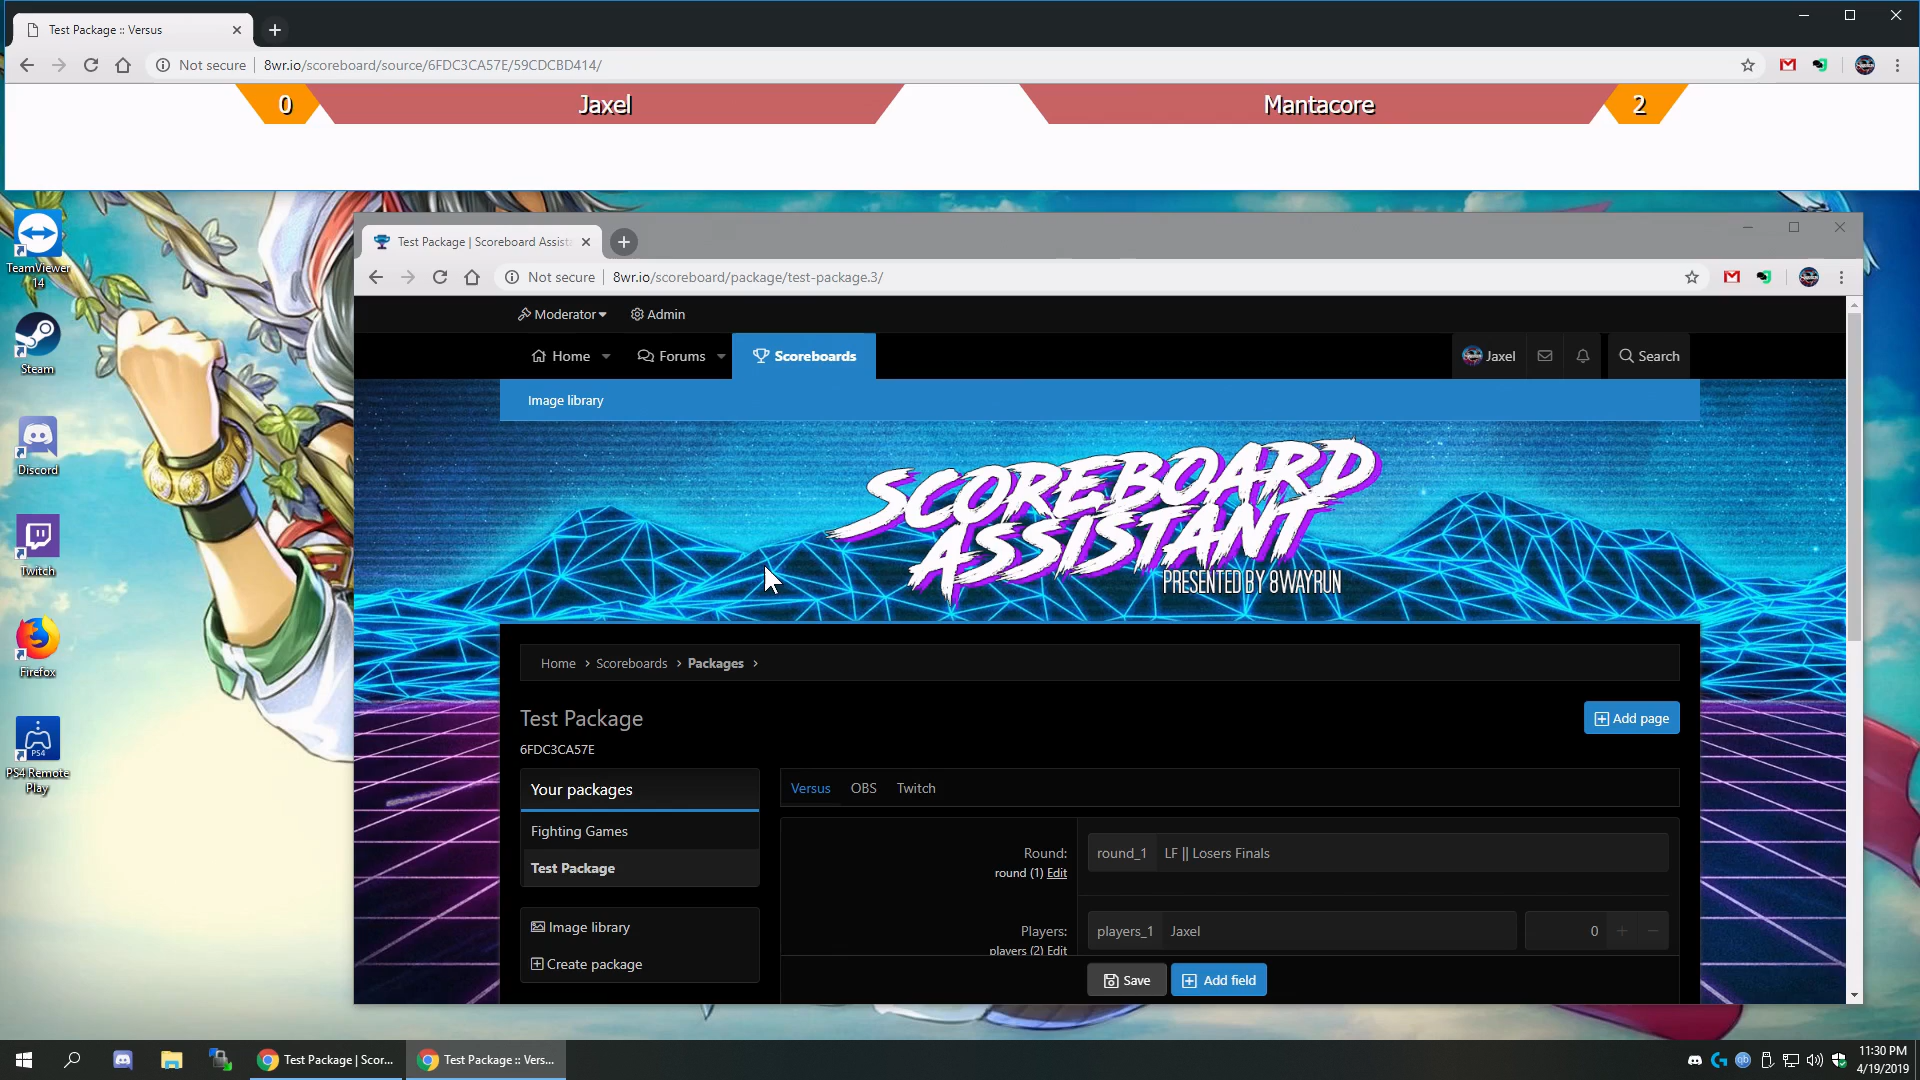 Test Package :: Versus
Not secure
8wr.io/scoreboard/source/6FDC3CA57E/59CDCBD414/
0
Jaxel
Mantacore
2
TeamViewer
14
Steam
Discord
Twitch
Firefox
PS4
PS4 Remote
Play
Test Package | Scoreboard Assist
Not secure
8wr.io/scoreboard/package/test-package.3/
Moderator
Admin
Home
Forums
Scoreboards
Jaxel
Search
Image library
SCOREBOARD
ASSISTANT
PRESENTED BY 8WAYRUN
Home > Scoreboards > Packages >
Test Package
Add page
6FDC3CA57E
Your packages
Fighting Games
Test Package
Image library
Create package
Versus
OBS
Twitch
Round:
round (1) Edit
round_1
LF || Losers Finals
Players:
players (2) Edit
players_1
Jaxel
0
+
−
Save
Add field
Test Package | Scor...
Test Package :: Vers...
11:30 PM
4/19/2019